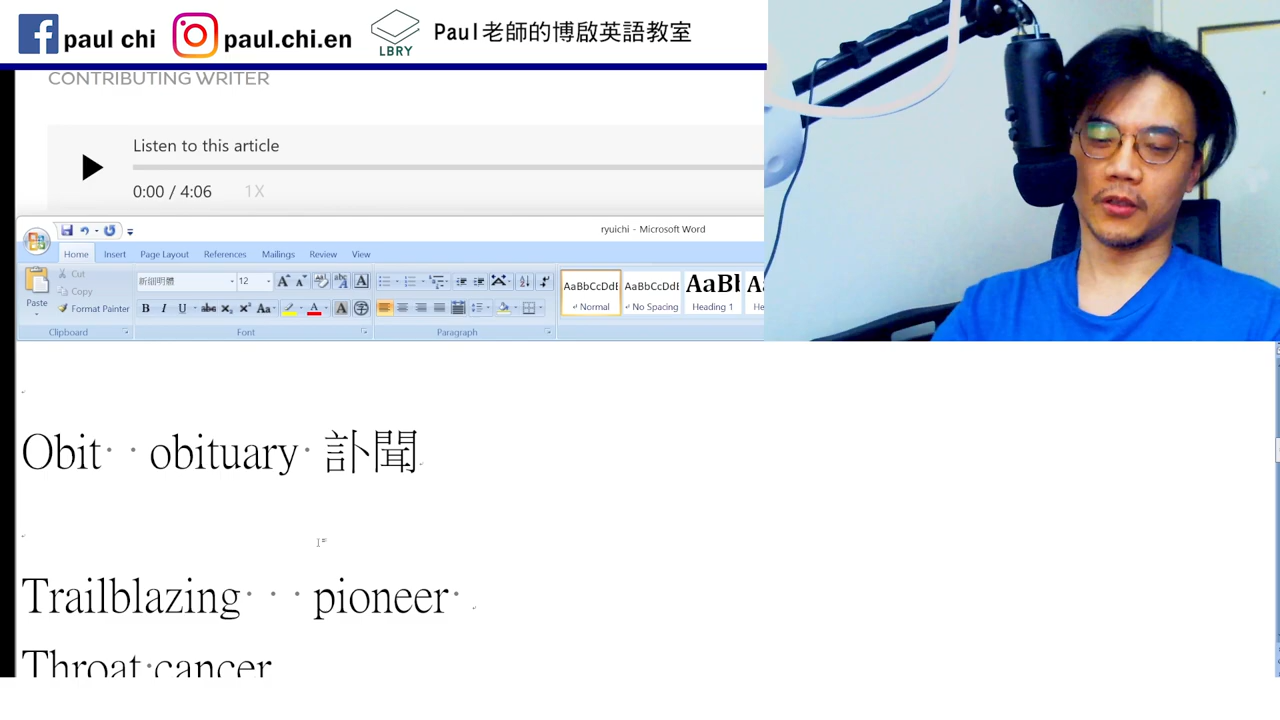 paul chi
paul.chi.en
LBRY
Paul老師的博啟英語教室
CONTRIBUTING WRITER
Listen to this article
0:00 / 4:06
1X
ryuichi - Microsoft Word
Home Insert Page Layout References Mailings Review View
Cut
Copy
Paste
Format Painter
新細明體
12
AaBbCcDdE AaBbCcDdE AaBb
Normal No Spacing Heading 1 He
Clipboard Font Paragraph
Obit obituary 訃聞
Trailblazing pioneer
Throat cancer